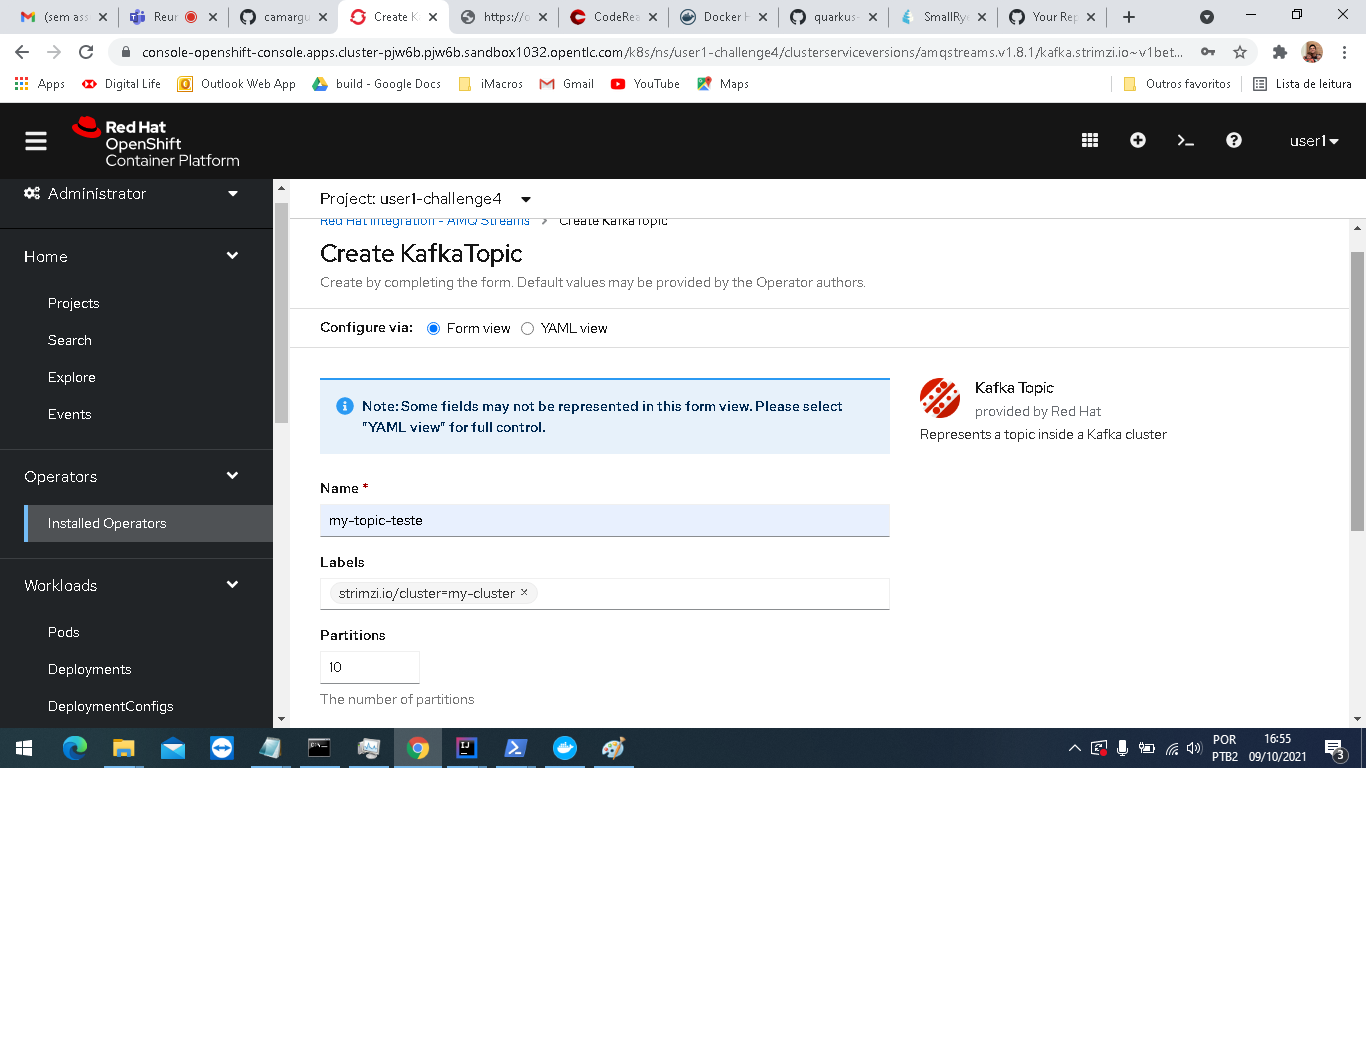 (sem ass
Reur
camargu
Create K
https://c
CodeRea
Docker H
quarkus-
SmallRye
Your Rep
console-openshift-console.apps.cluster-pjw6b.pjw6b.sandbox1032.opentlc.com/k8s/ns/user1-challenge4/clusterserviceversions/amqstreams.v1.8.1/kafka.strimzi.io~v1bet...
Apps
Digital Life
Outlook Web App
build - Google Docs
iMacros
Gmail
YouTube
Maps
Outros favoritos
Lista de leitura
Red Hat
OpenShift
Container Platform
user1
Administrator
Home
Projects
Search
Explore
Events
Operators
Installed Operators
Workloads
Pods
Deployments
DeploymentConfigs
Project: user1-challenge4
Red Hat Integration - AMQ Streams > Create KafkaTopic
Create KafkaTopic
Create by completing the form. Default values may be provided by the Operator authors.
Configure via: Form view YAML view
Note: Some fields may not be represented in this form view. Please select
"YAML view" for full control.
Name *
my-topic-teste
Labels
strimzi.io/cluster=my-cluster ×
Partitions
10
The number of partitions
Kafka Topic
provided by Red Hat
Represents a topic inside a Kafka cluster
POR
PTB2
16:55
09/10/2021
3